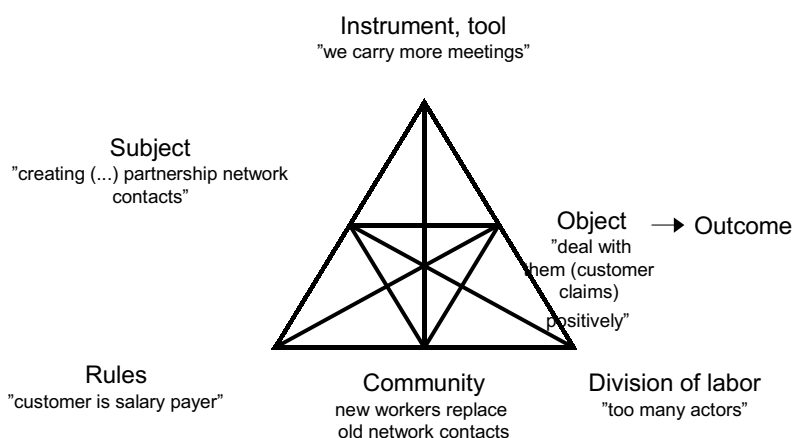 Instrument, tool
”we carry more meetings”
Subject
”creating (...) partnership network
contacts”
Object → Outcome
”deal with
them (customer
claims)
positively”
Rules
”customer is salary payer”
Community
new workers replace
old network contacts
Division of labor
”too many actors”